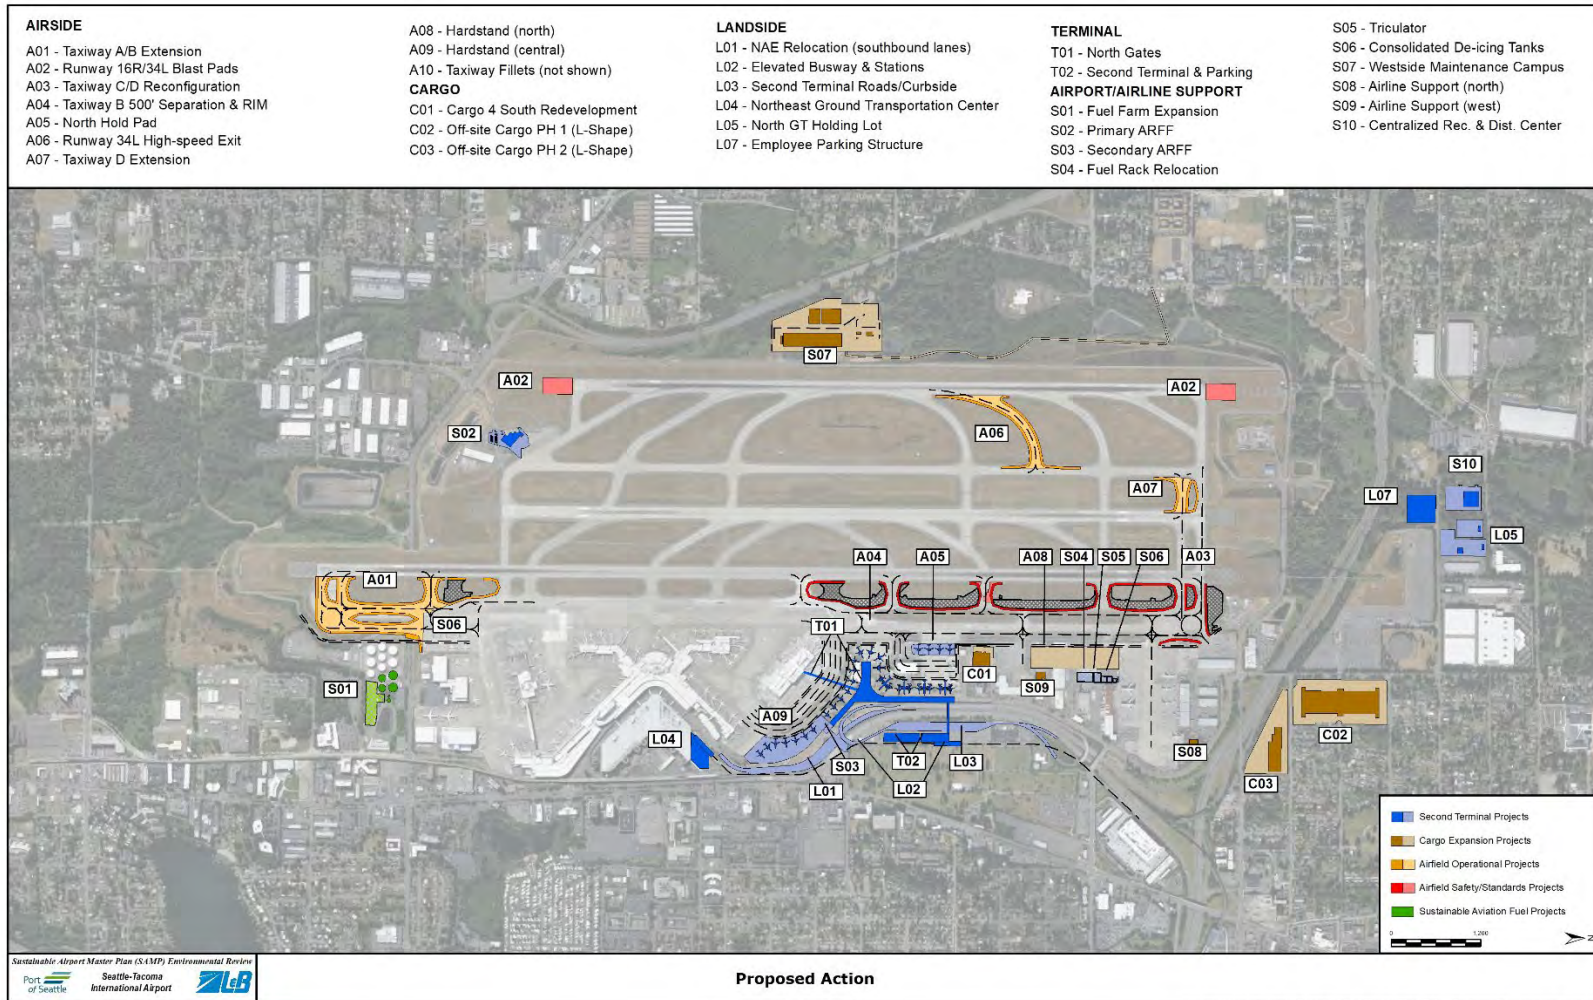 AIRSIDE
A01 - Taxiway A/B Extension
A02 - Runway 16R/34L Blast Pads
A03 - Taxiway C/D Reconfiguration
A04 - Taxiway B 500' Separation & RIM
A05 - North Hold Pad
A06 - Runway 34L High-speed Exit
A07 - Taxiway D Extension
A08 - Hardstand (north)
A09 - Hardstand (central)
A10 - Taxiway Fillets (not shown)
CARGO
C01 - Cargo 4 South Redevelopment
C02 - Off-site Cargo PH 1 (L-Shape)
C03 - Off-site Cargo PH 2 (L-Shape)
LANDSIDE
L01 - NAE Relocation (southbound lanes)
L02 - Elevated Busway & Stations
L03 - Second Terminal Roads/Curbside
L04 - Northeast Ground Transportation Center
L05 - North GT Holding Lot
L07 - Employee Parking Structure
TERMINAL
T01 - North Gates
T02 - Second Terminal & Parking
AIRPORT/AIRLINE SUPPORT
S01 - Fuel Farm Expansion
S02 - Primary ARFF
S03 - Secondary ARFF
S04 - Fuel Rack Relocation
S05 - Triculator
S06 - Consolidated De-icing Tanks
S07 - Westside Maintenance Campus
S08 - Airline Support (north)
S09 - Airline Support (west)
S10 - Centralized Rec. & Dist. Center
S07
A02
A02
S02
A06
S10
A07
L07
L05
A04 A05 A08 S04 S05 S06 A03
A01
S06
T01
C01
S09
S01
A09
C02
L04
S08
S03
T02
L03
C03
L01
L02
Second Terminal Projects
Cargo Expansion Projects
Airfield Operational Projects
Airfield Safety/Standards Projects
Sustainable Aviation Fuel Projects
0 1,200
Z
Sustainable Airport Master Plan (SAMP) Environmental Review
Port
of Seattle
Seattle-Tacoma
International Airport
L&B
Proposed Action